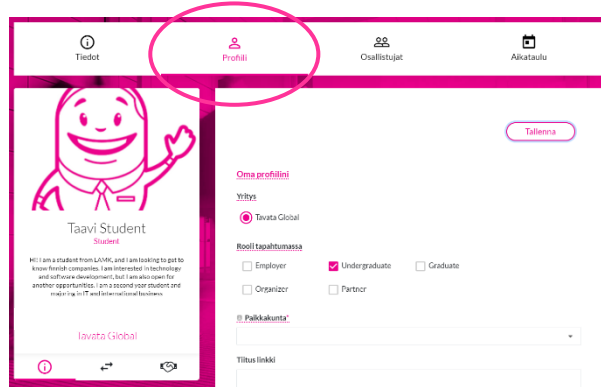 Tiedot
Profiili
Osallistujat
Aikataulu
Taavi Student
Student
HI! I am a student from LAMK, and I am looking to get to
know finnish companies. I am interested in technology
and software development, but I am also open for
another opportunities. I am a second year student and
majoring in IT and international business
Tavata Global
Tallenna
Oma profiilini
Yritys
Tavata Global
Rooli tapahtumassa
Employer
Undergraduate
Graduate
Organizer
Partner
Paikkakunta*
Tiitus linkki